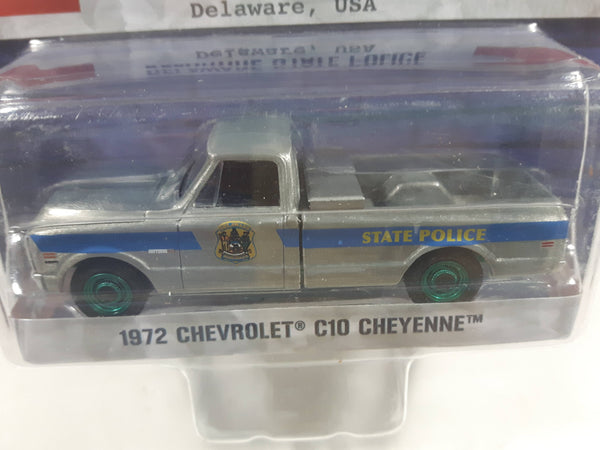 Delaware, USA
STATE POLICE
1972 CHEVROLET® C10 CHEYENNE™